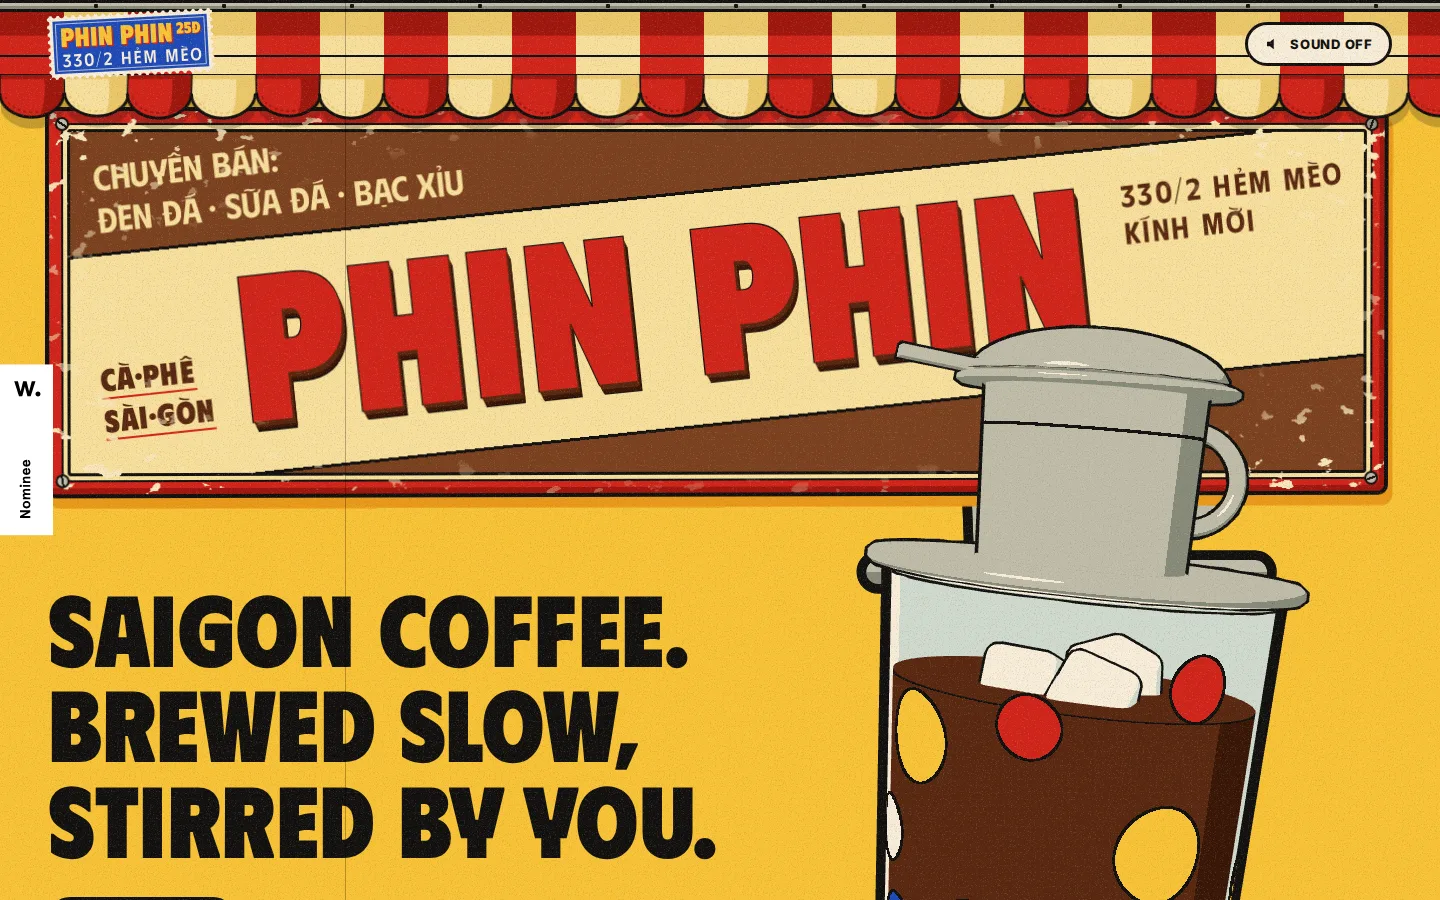 PHIN PHIN 25D
330/2 HẺM MÈO
SOUND OFF
CHUYÊN BÁN:
ĐEN ĐÁ · SỮA ĐÁ · BẠC XỈU
330/2 HẺM MÈO
KÍNH MỜI
PHIN PHIN
CÀ·PHÊ
SÀI·GÒN
W.
Nominee
SAIGON COFFEE.
BREWED SLOW,
STIRRED BY YOU.